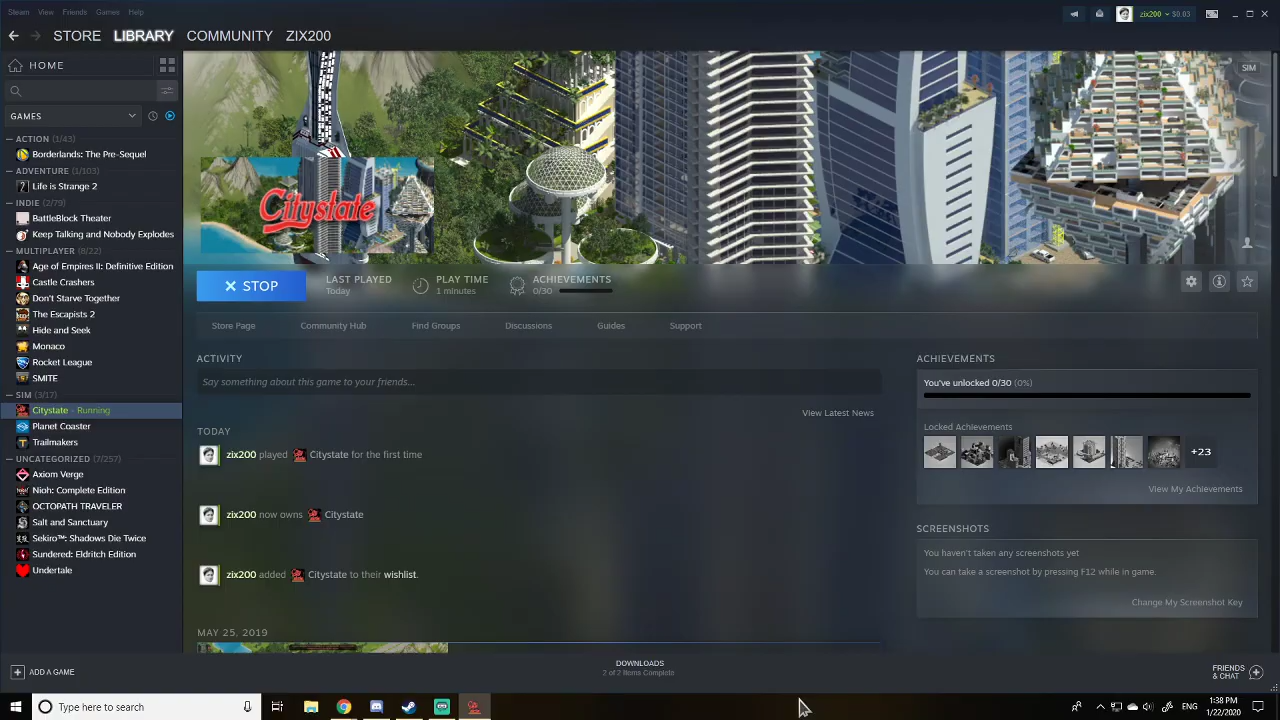 Steam View Friends Games Help
zix200 $0.03
STORE LIBRARY COMMUNITY ZIX200
HOME
GAMES
ACTION (1/43)
Borderlands: The Pre-Sequel
ADVENTURE (1/103)
Life is Strange 2
INDIE (2/79)
BattleBlock Theater
Keep Talking and Nobody Explodes
MULTIPLAYER (8/22)
Age of Empires II: Definitive Edition
Castle Crashers
Don't Starve Together
The Escapists 2
Hide and Seek
Monaco
Rocket League
SMITE
SIM (3/17)
Citystate - Running
Planet Coaster
Trailmakers
UNCATEGORIZED (7/257)
Axiom Verge
Nioh: Complete Edition
OCTOPATH TRAVELER
Salt and Sanctuary
Sekiro™: Shadows Die Twice
Sundered: Eldritch Edition
Undertale
ADD A GAME
SIM
Citystate
STOP
LAST PLAYED
Today
PLAY TIME
1 minutes
ACHIEVEMENTS
0/30
Store Page Community Hub Find Groups Discussions Guides Support
ACTIVITY
Say something about this game to your friends...
View Latest News
TODAY
zix200 played Citystate for the first time
zix200 now owns Citystate
zix200 added Citystate to their wishlist.
MAY 25, 2019
ACHIEVEMENTS
You've unlocked 0/30 (0%)
Locked Achievements
+23
View My Achievements
SCREENSHOTS
You haven't taken any screenshots yet
You can take a screenshot by pressing F12 while in game.
Change My Screenshot Key
DOWNLOADS
2 of 2 Items Complete
FRIENDS
& CHAT
Type here to search
ENG
1:38 PM
1/22/2020